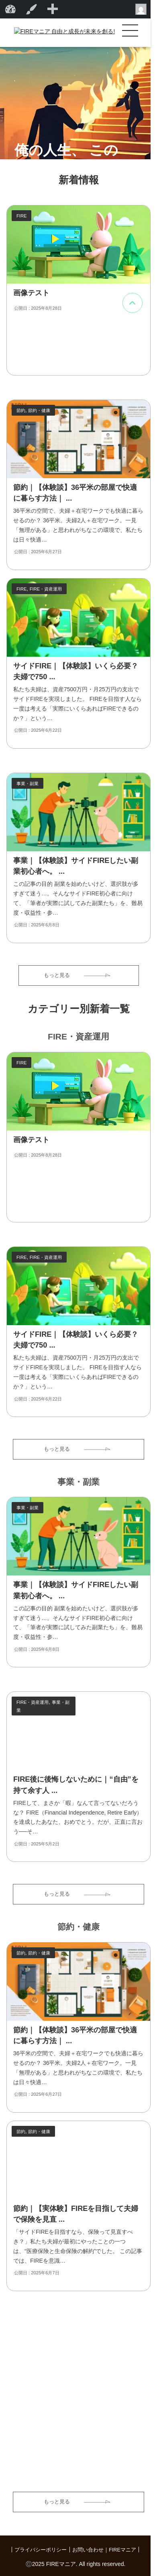 FIREマニア 自由と成長が未来を創る!
俺の人生、この
新着情報
FIRE
画像テスト
公開日 : 2025年8月28日
節約, 節約・健康
節約｜【体験談】36平米の部屋で快適
に暮らす方法｜ ...
36平米の空間で、夫婦＋在宅ワークでも快適に暮ら
せるのか？ 36平米、夫婦2人＋在宅ワーク。一見
「無理がある」と思われがちなこの環境で、私たち
は日々快適…
公開日 : 2025年6月27日
FIRE, FIRE・資産運用
サイドFIRE｜【体験談】いくら必要？
夫婦で750 ...
私たち夫婦は、資産7500万円・月25万円の支出で
サイドFIREを実現しました。 FIREを目指す人なら
一度は考える「実際にいくらあればFIREできるの
か？」という…
公開日 : 2025年6月22日
事業・副業
事業｜【体験談】サイドFIREしたい副
業初心者へ。 ...
この記事の目的 副業を始めたいけど、選択肢が多
すぎて迷う…。そんなサイドFIRE初心者に向け
て、「筆者が実際に試してみた副業たち」を、難易
度・収益性・参…
公開日 : 2025年6月8日
もっと見る
カテゴリー別新着一覧
FIRE・資産運用
FIRE
画像テスト
公開日 : 2025年8月28日
FIRE, FIRE・資産運用
サイドFIRE｜【体験談】いくら必要？
夫婦で750 ...
私たち夫婦は、資産7500万円・月25万円の支出で
サイドFIREを実現しました。 FIREを目指す人なら
一度は考える「実際にいくらあればFIREできるの
か？」という…
公開日 : 2025年6月22日
もっと見る
事業・副業
事業・副業
事業｜【体験談】サイドFIREしたい副
業初心者へ。 ...
この記事の目的 副業を始めたいけど、選択肢が多
すぎて迷う…。そんなサイドFIRE初心者に向け
て、「筆者が実際に試してみた副業たち」を、難易
度・収益性・参…
公開日 : 2025年6月8日
FIRE・資産運用, 事業・副
業
FIRE後に後悔しないために｜“自由”を
持て余す人 ...
FIREして、まさか「暇」なんて言ってないだろう
な？ FIRE（Financial Independence, Retire Early）
を達成したあなた、おめでとう。だが、正直に言お
う──そ…
公開日 : 2025年5月2日
もっと見る
節約・健康
節約, 節約・健康
節約｜【体験談】36平米の部屋で快適
に暮らす方法｜ ...
36平米の空間で、夫婦＋在宅ワークでも快適に暮ら
せるのか？ 36平米、夫婦2人＋在宅ワーク。一見
「無理がある」と思われがちなこの環境で、私たち
は日々快適…
公開日 : 2025年6月27日
節約, 節約・健康
節約｜【実体験】FIREを目指して夫婦
で保険を見直 ...
「サイドFIREを目指すなら、保険って見直すべ
き？」私たち夫婦が最初にやったことの一つ
は、“医療保険と生命保険の解約”でした。 この記事
では、FIREを意識…
公開日 : 2025年6月7日
もっと見る
| プライバシーポリシー | お問い合わせ | FIREマニア |
©2025 FIREマニア. All rights reserved.